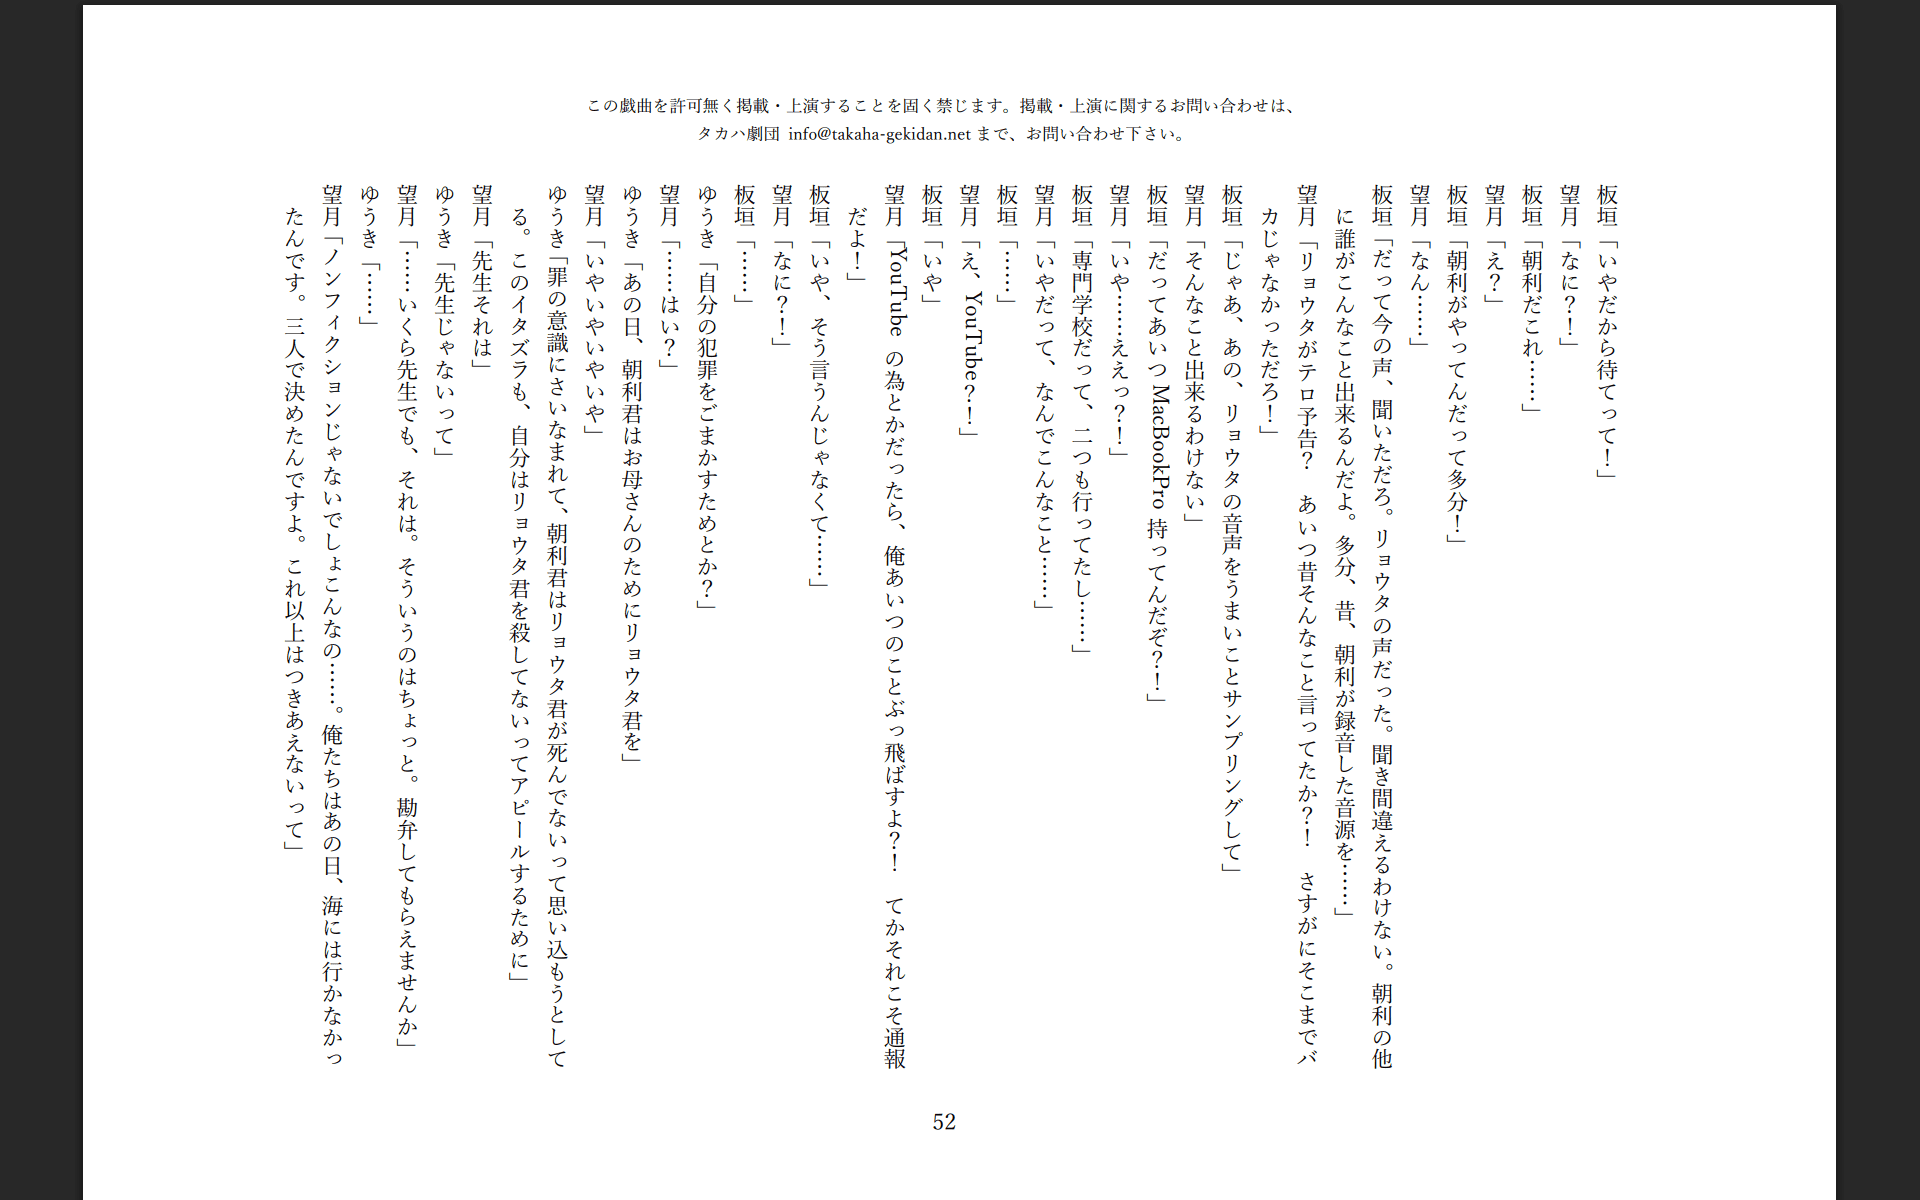 この戯曲を許可無く掲載・上演することを固く禁じます。掲載・上演に関するお問い合わせは、
タカハ劇団 info@takaha-gekidan.net まで、お問い合わせ下さい。
板垣「いやだから待てって！」
望月「なに？！」
板垣「朝利だこれ……」
望月「え？」
板垣「朝利がやってんだって多分！」
望月「なん……」
板垣「だって今の声、聞いただろ。リョウタの声だった。聞き間違えるわけない。朝利の他
に誰がこんなこと出来るんだよ。多分、昔、朝利が録音した音源を……」
望月「リョウタがテロ予告？　あいつ昔そんなこと言ってたか？！　さすがにそこまでバ
カじゃなかっただろ！」
板垣「じゃあ、あの、リョウタの音声をうまいことサンプリングして」
望月「そんなこと出来るわけない」
板垣「だってあいつ MacBookPro 持ってんだぞ？！」
望月「いや……ええっ？！」
板垣「専門学校だって、二つも行ってたし……」
望月「いやだって、なんでこんなこと……」
板垣「……」
望月「え、YouTube？！」
板垣「いや」
望月「YouTube の為とかだったら、俺あいつのことぶっ飛ばすよ？！　てかそれこそ通報
だよ！」
板垣「いや、そう言うんじゃなくて……」
望月「なに？！」
板垣「……」
ゆうき「自分の犯罪をごまかすためとか？」
望月「……はい？」
ゆうき「あの日、朝利君はお母さんのためにリョウタ君を」
望月「いやいやいやいや」
ゆうき「罪の意識にさいなまれて、朝利君はリョウタ君が死んでないって思い込もうとして
る。このイタズラも、自分はリョウタ君を殺してないってアピールするために」
望月「先生それは」
ゆうき「先生じゃないって」
望月「……いくら先生でも、それは。そういうのはちょっと。勘弁してもらえませんか」
ゆうき「……」
望月「ノンフィクションじゃないでしょこんなの……。俺たちはあの日、海には行かなかっ
たんです。三人で決めたんですよ。これ以上はつきあえないって」
52